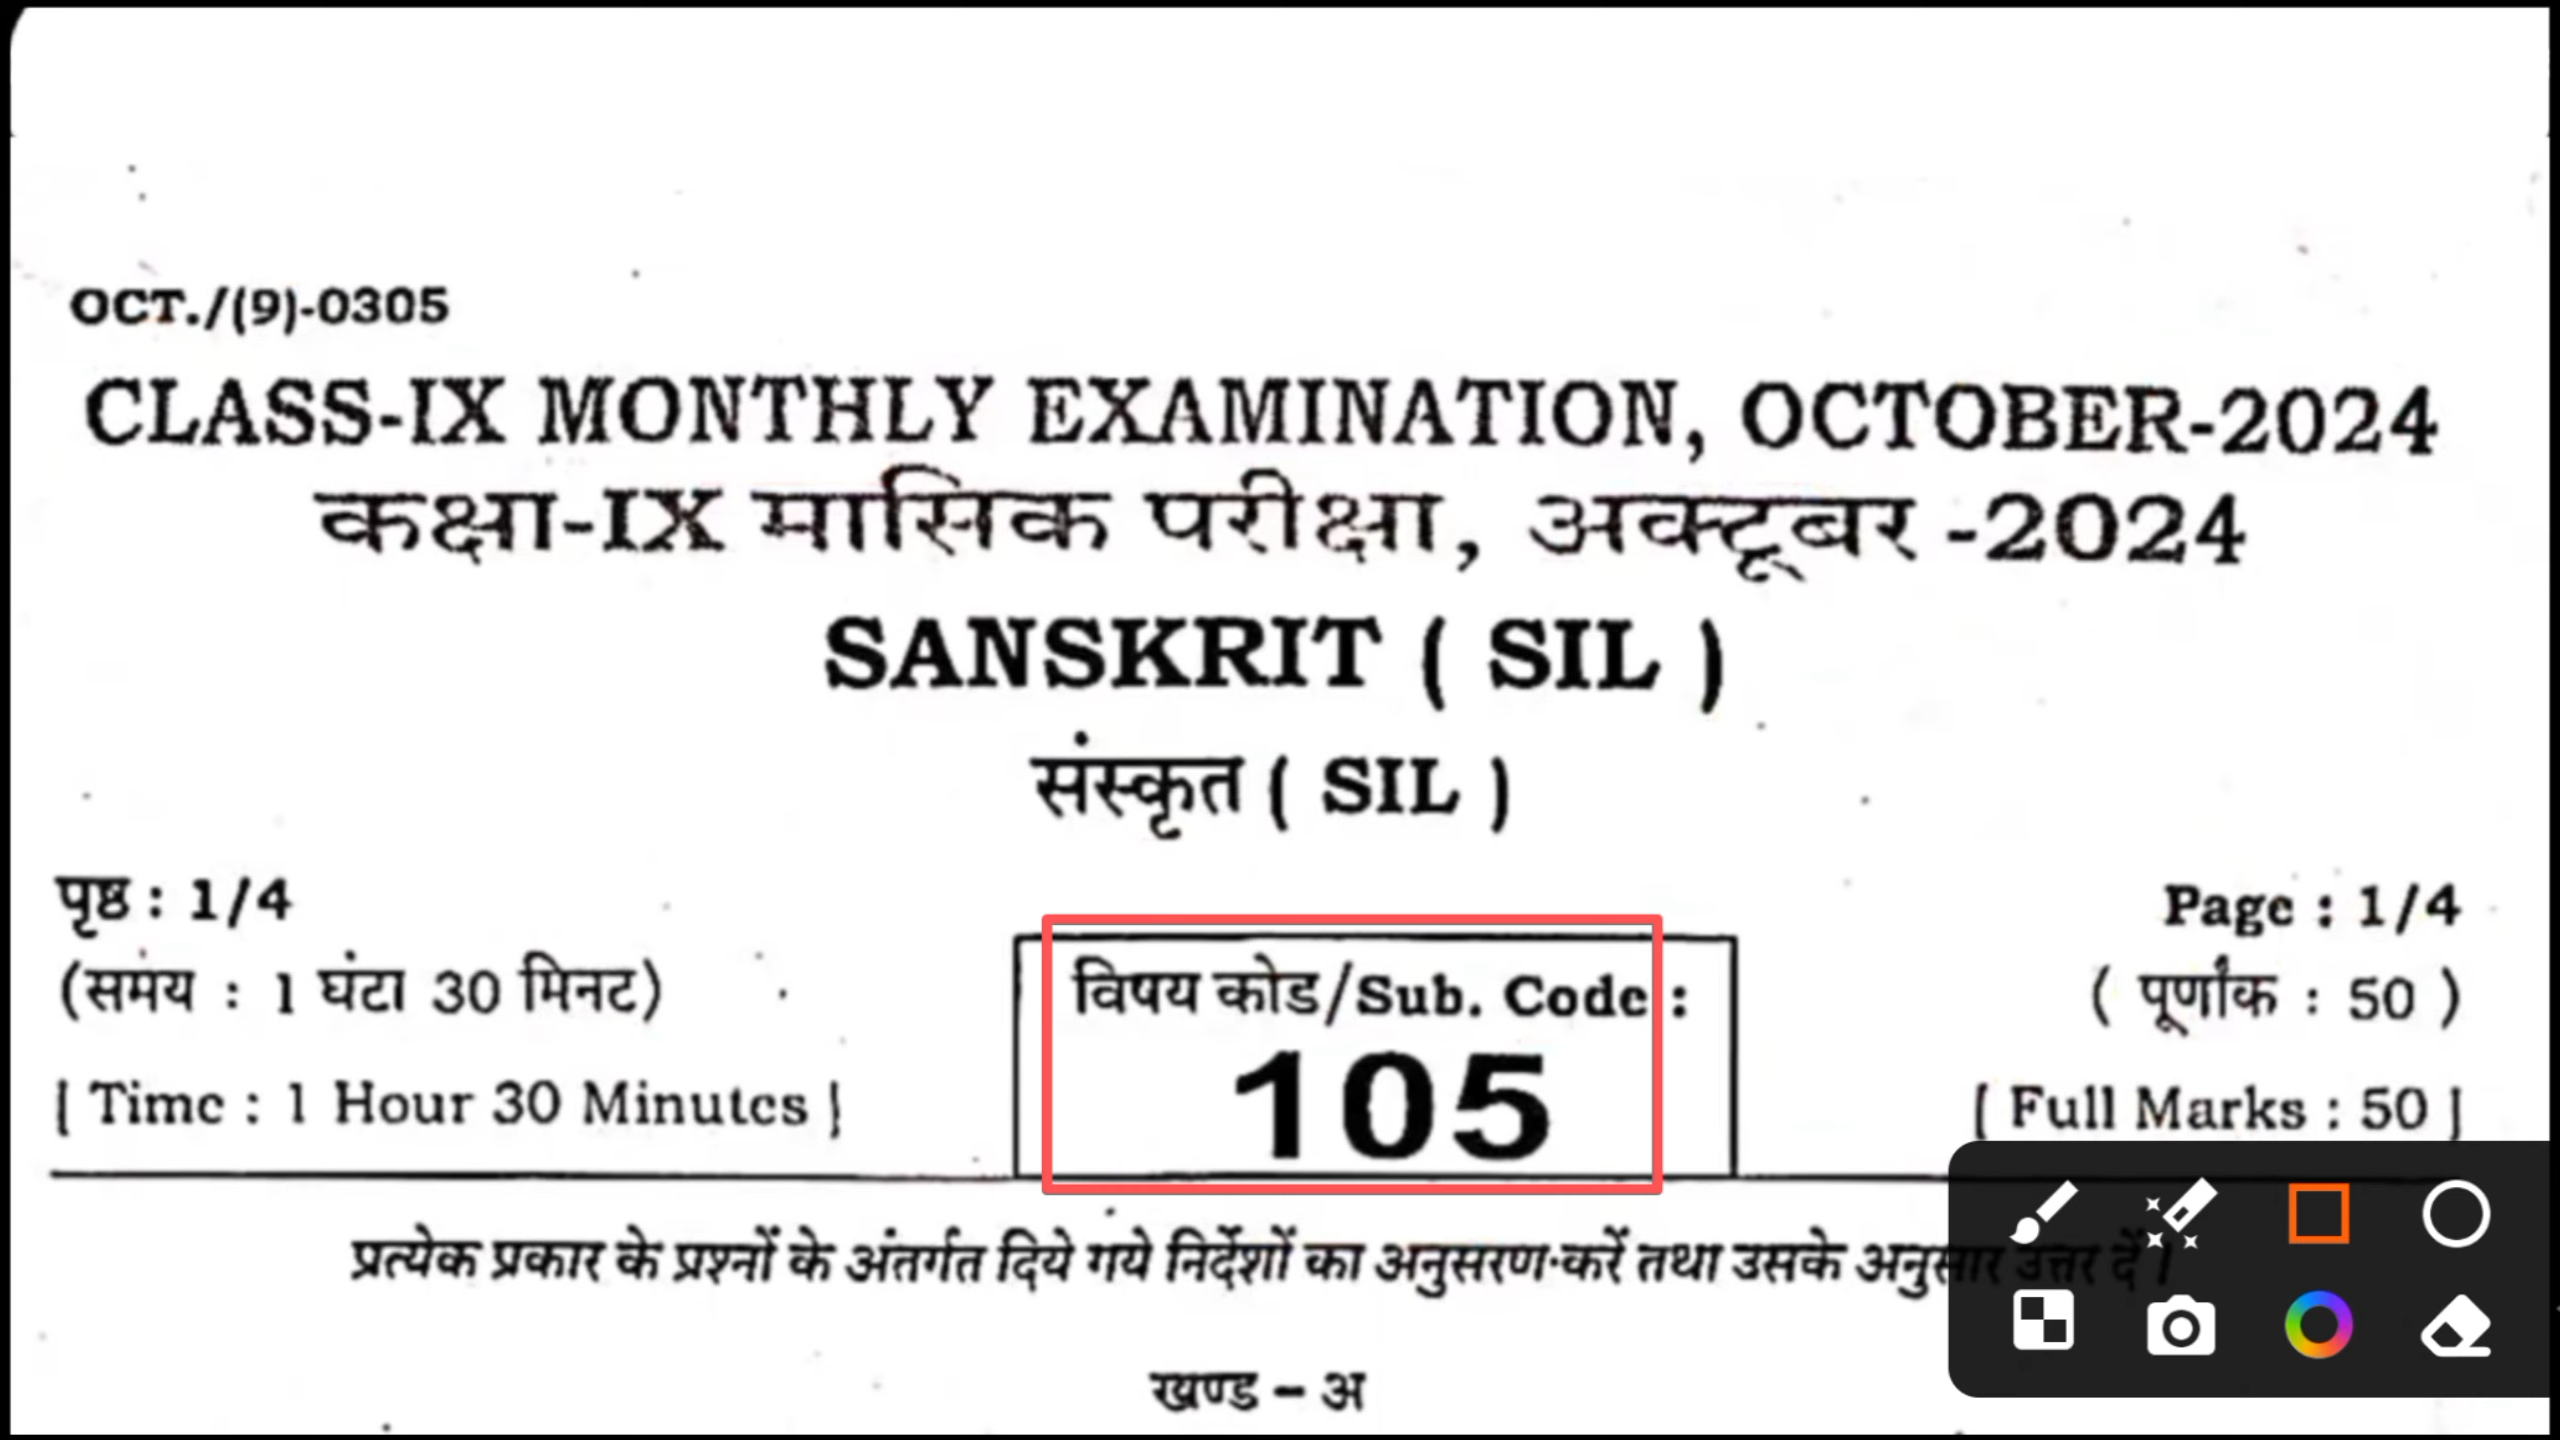 OCT./(9)-0305
CLASS-IX MONTHLY EXAMINATION, OCTOBER-2024
कक्षा-IX मासिक परीक्षा, अक्टूबर -2024
SANSKRIT ( SIL )
संस्कृत ( SIL )
पृष्ठ : 1/4
Page : 1/4
(समय : 1 घंटा 30 मिनट)
विषय कोड/Sub. Code :
( पूर्णांक : 50 )
105
[ Time : 1 Hour 30 Minutes ]
[ Full Marks : 50 ]
प्रत्येक प्रकार के प्रश्नों के अंतर्गत दिये गये निर्देशों का अनुसरण करें तथा उसके अनुसार उत्तर दें ।
खण्ड – अ